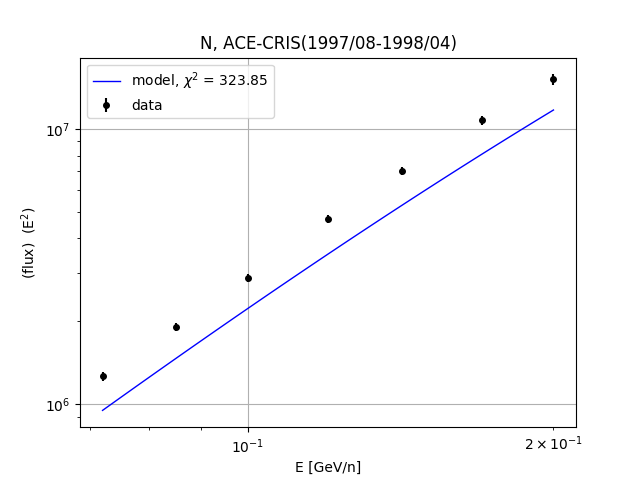 N, ACE-CRIS(1997/08-1998/04)
model, χ² = 323.85
data
10⁷
10⁶
(flux) (E²)
10⁻¹
2 × 10⁻¹
E [GeV/n]